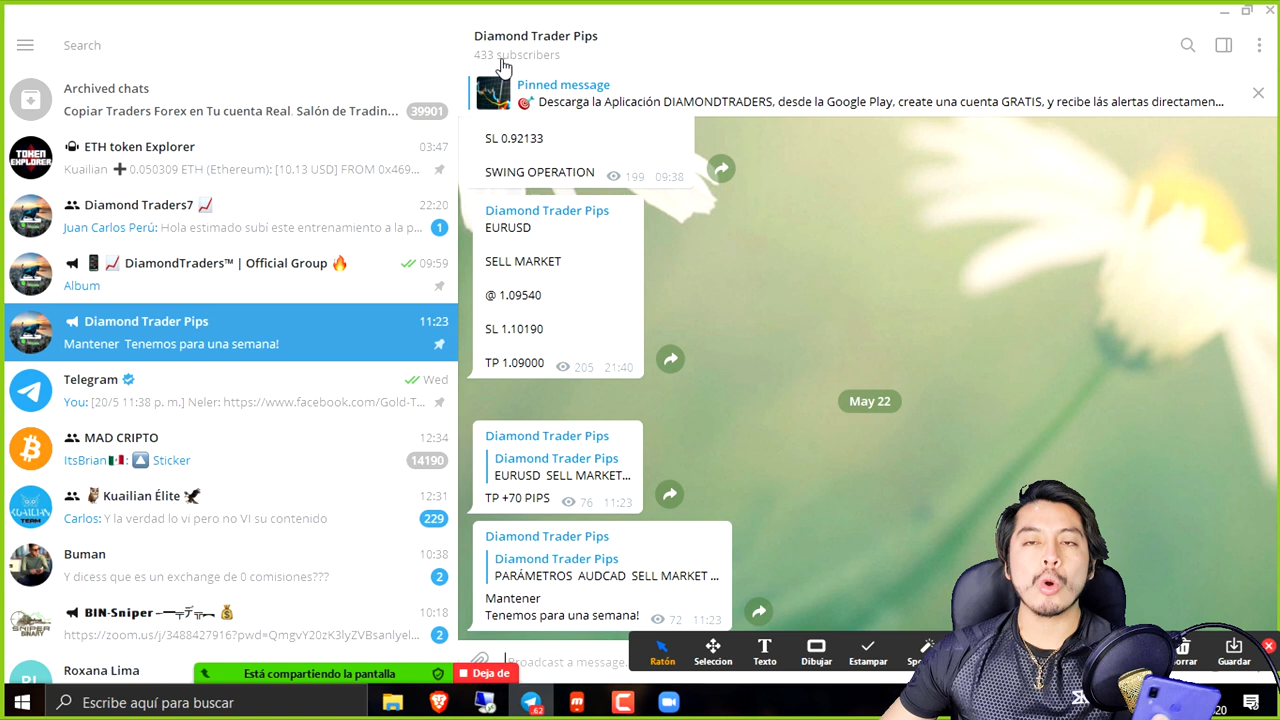 Search
Archived chats
Copiar Traders Forex en Tu cuenta Real. Salón de Tradin... 39901
ETH token Explorer 03:47
Kuailian ➕ 0.050309 ETH (Ethereum): [10.13 USD] FROM 0x469...
Diamond Traders7 📈 22:20
Juan Carlos Perú: Hola estimado subí este entrenamiento a la p... 1
📱📈 DiamondTraders™ | Official Group 🔥 09:59
Album
Diamond Trader Pips 11:23
Mantener Tenemos para una semana!
Telegram Wed
You: [20/5 11:38 p. m.] Neler: https://www.facebook.com/Gold-T...
MAD CRIPTO 12:34
ItsBrian🇲🇽: 🔼 Sticker 14190
🦉Kuailian Élite 🦅 12:31
Carlos: Y la verdad lo vi pero no VI su contenido 229
Buman 10:38
Y dicess que es un exchange de 0 comisiones??? 2
BIN-Sniper 💰 10:18
https://zoom.us/j/3488427916?pwd=QmgvY20zK3lyZVBsanlyel... 2
Roxana Lima
Diamond Trader Pips
433 subscribers
Pinned message
🎯 Descarga la Aplicación DIAMONDTRADERS, desde la Google Play, create una cuenta GRATIS, y recibe lás alertas directamen...
SL 0.92133
SWING OPERATION 199 09:38
Diamond Trader Pips
EURUSD
SELL MARKET
@ 1.09540
SL 1.10190
TP 1.09000 205 21:40
May 22
Diamond Trader Pips
Diamond Trader Pips
EURUSD SELL MARKET...
TP +70 PIPS 76 11:23
Diamond Trader Pips
Diamond Trader Pips
PARÁMETROS AUDCAD SELL MARKET ...
Mantener
Tenemos para una semana! 72 11:23
Broadcast a message.
Ratón Seleccion Texto Dibujar Estampar Guardar
Está compartiendo la pantalla Deja de
Escribe aquí para buscar
62